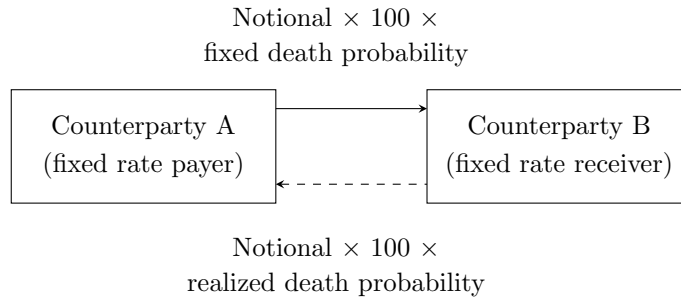 Notional × 100 ×
fixed death probability
Counterparty A
(fixed rate payer)
Counterparty B
(fixed rate receiver)
Notional × 100 ×
realized death probability